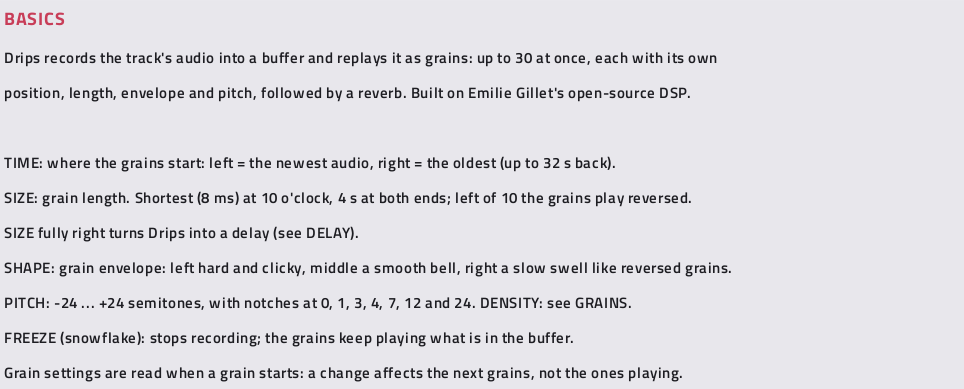 BASICS
Drips records the track's audio into a buffer and replays it as grains: up to 30 at once, each with its own
position, length, envelope and pitch, followed by a reverb. Built on Emilie Gillet's open-source DSP.
TIME: where the grains start: left = the newest audio, right = the oldest (up to 32 s back).
SIZE: grain length. Shortest (8 ms) at 10 o'clock, 4 s at both ends; left of 10 the grains play reversed.
SIZE fully right turns Drips into a delay (see DELAY).
SHAPE: grain envelope: left hard and clicky, middle a smooth bell, right a slow swell like reversed grains.
PITCH: -24 ... +24 semitones, with notches at 0, 1, 3, 4, 7, 12 and 24. DENSITY: see GRAINS.
FREEZE (snowflake): stops recording; the grains keep playing what is in the buffer.
Grain settings are read when a grain starts: a change affects the next grains, not the ones playing.